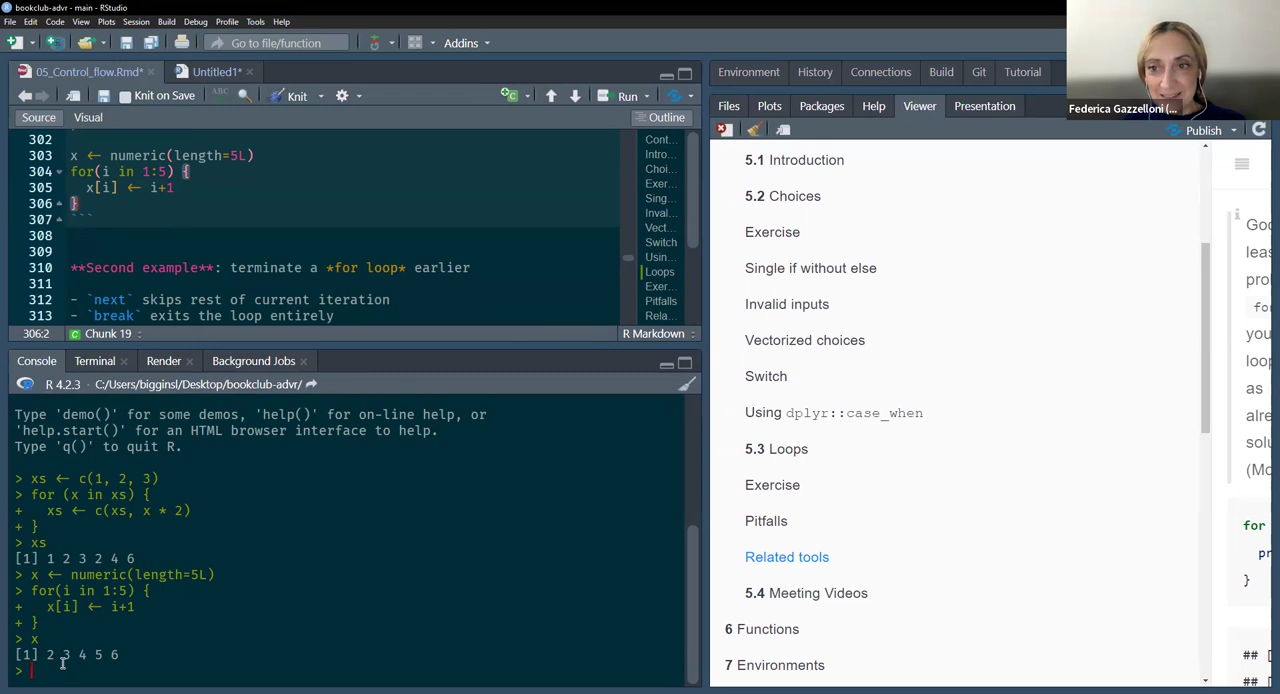 bookclub-advr - main - RStudio
File Edit Code View Plots Session Build Debug Profile Tools Help
Go to file/function
Addins
05_Control_flow.Rmd*
Untitled1*
Knit on Save
ABC
Knit
Run
Source Visual
Outline
302
303 x <- numeric(length=5L)
304 for(i in 1:5) {
305 x[i] <- i+1
306 }
307 ```
308
309
310 **Second example**: terminate a *for loop* earlier
311
312 - `next` skips rest of current iteration
313 - `break` exits the loop entirely
Cont...
Intro...
Choi...
Exer...
Sing...
Inval...
Vect...
Switch
Usin...
Loops
Exer...
Pitfalls
Rela...
306:2 Chunk 19
R Markdown
Console Terminal Render Background Jobs
R 4.2.3 · C:/Users/bigginsl/Desktop/bookclub-advr/
Type 'demo()' for some demos, 'help()' for on-line help, or
'help.start()' for an HTML browser interface to help.
Type 'q()' to quit R.
> xs <- c(1, 2, 3)
> for (x in xs) {
+ xs <- c(xs, x * 2)
+ }
> xs
[1] 1 2 3 2 4 6
> x <- numeric(length=5L)
> for(i in 1:5) {
+ x[i] <- i+1
+ }
> x
[1] 2 3 4 5 6
>
Environment History Connections Build Git Tutorial
Files Plots Packages Help Viewer Presentation
Publish
5.1 Introduction
5.2 Choices
Exercise
Single if without else
Invalid inputs
Vectorized choices
Switch
Using dplyr::case_when
5.3 Loops
Exercise
Pitfalls
Related tools
5.4 Meeting Videos
6 Functions
7 Environments
Goo
leas
prol
for
you
loop
as
alre
solu
(Mo
for
pr
}
## [
## [
Federica Gazzelloni (...